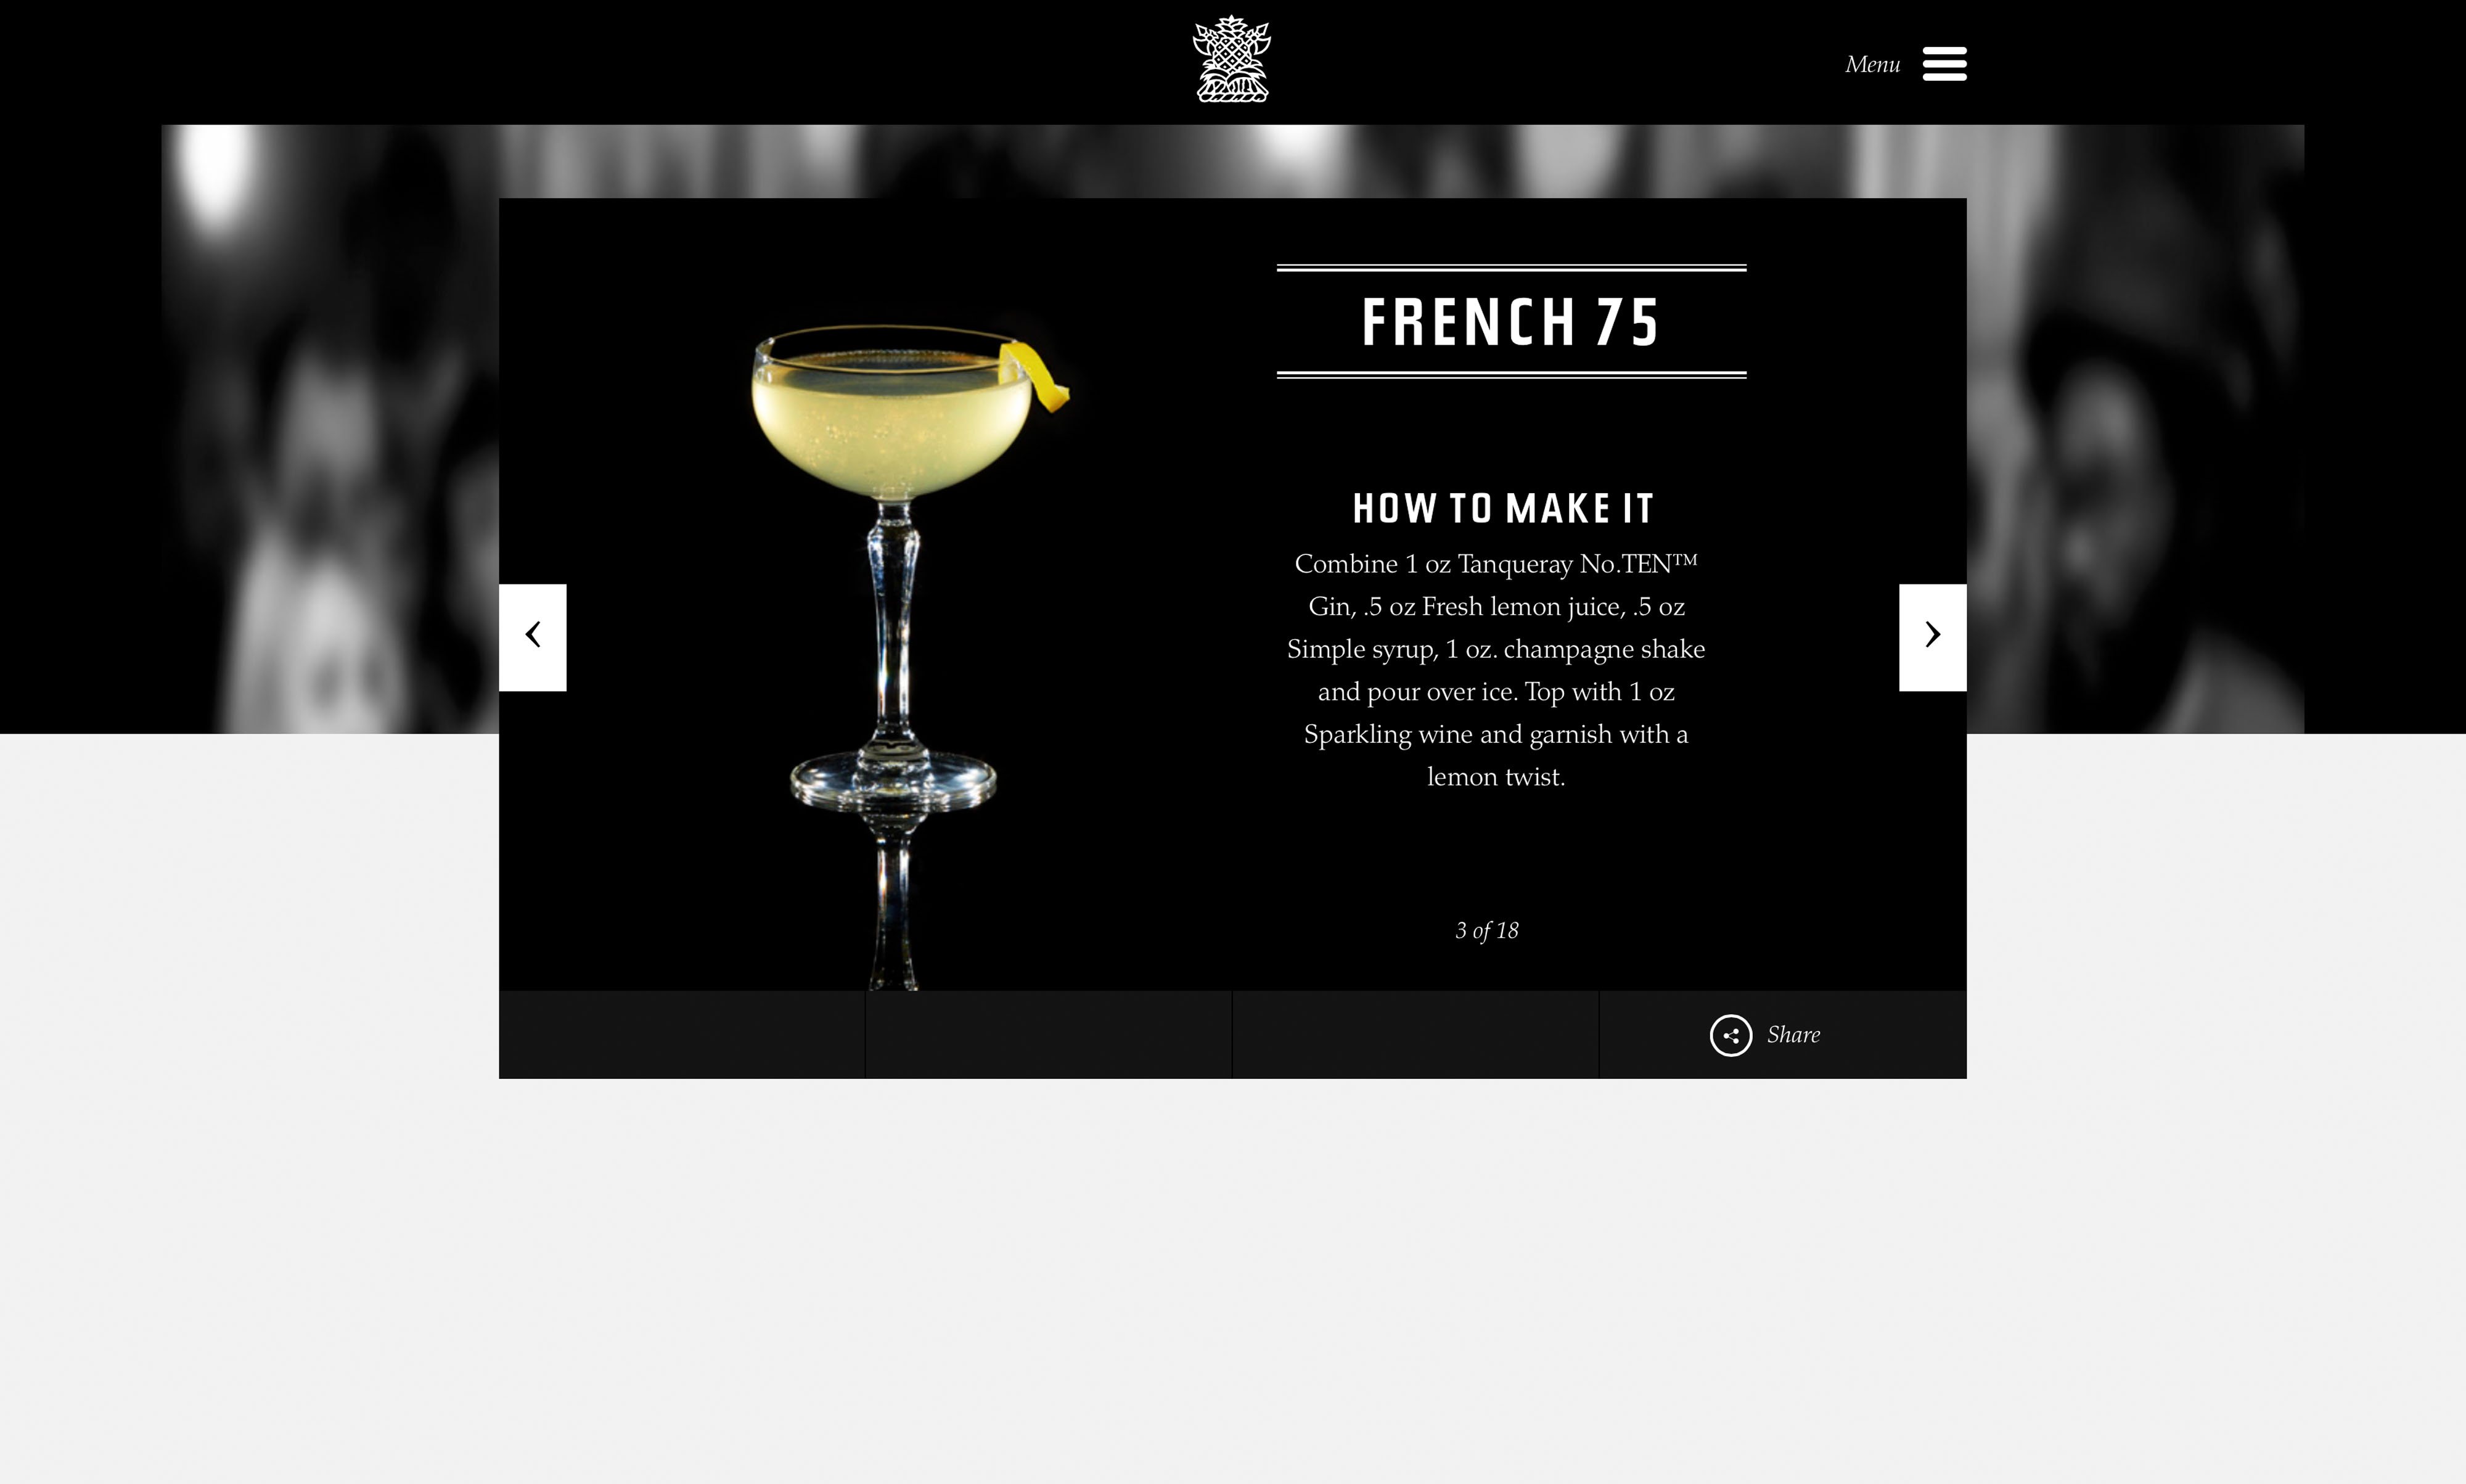 Menu
FRENCH 75
HOW TO MAKE IT
Combine 1 oz Tanqueray No.TEN™
Gin, .5 oz Fresh lemon juice, .5 oz
Simple syrup, 1 oz. champagne shake
and pour over ice. Top with 1 oz
Sparkling wine and garnish with a
lemon twist.
3 of 18
Share